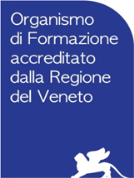 Organismo
di Formazione
accreditato
dalla Regione
del Veneto